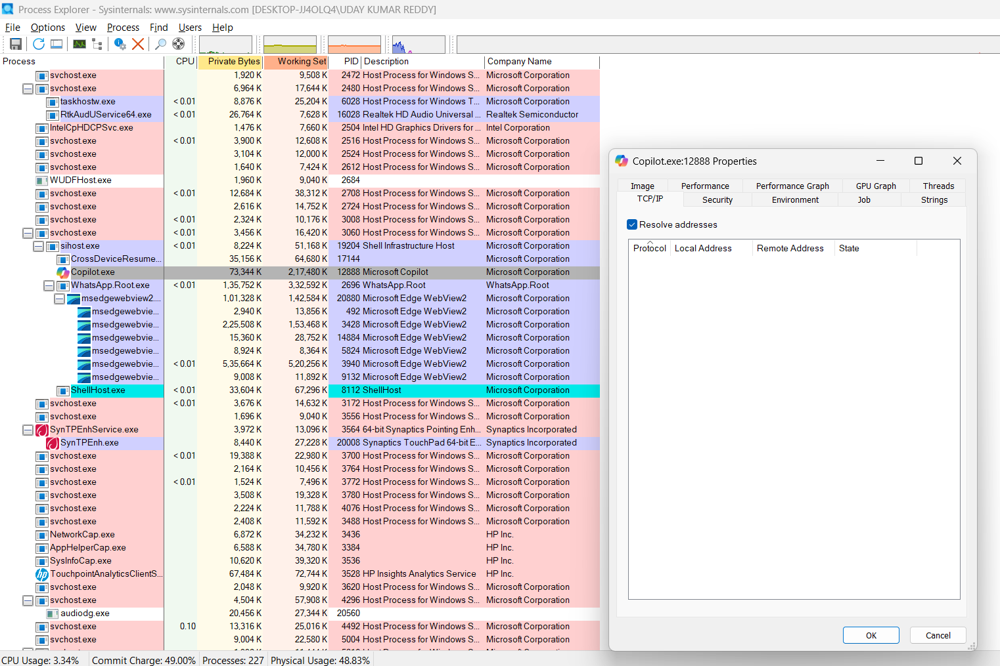 Process Explorer - Sysinternals: www.sysinternals.com [DESKTOP-JJ4OLQ4\UDAY KUMAR REDDY]
File Options View Process Find Users Help
Process CPU Private Bytes Working Set PID Description Company Name
svchost.exe 1,920 K 9,508 K 2472 Host Process for Windows S... Microsoft Corporation
svchost.exe 6,964 K 17,644 K 2480 Host Process for Windows S... Microsoft Corporation
taskhostw.exe < 0.01 8,876 K 25,204 K 6028 Host Process for Windows T... Microsoft Corporation
RtkAudUService64.exe < 0.01 26,764 K 7,628 K 16028 Realtek HD Audio Universal ... Realtek Semiconductor
IntelCpHDCPSvc.exe 1,476 K 7,660 K 2504 Intel HD Graphics Drivers for ... Intel Corporation
svchost.exe < 0.01 3,900 K 12,608 K 2516 Host Process for Windows S... Microsoft Corporation
svchost.exe 3,104 K 12,000 K 2524 Host Process for Windows S... Microsoft Corporation
svchost.exe 1,640 K 7,424 K 2612 Host Process for Windows S... Microsoft Corporation
WUDFHost.exe 1,960 K 9,040 K 2684
svchost.exe < 0.01 12,684 K 38,312 K 2708 Host Process for Windows S... Microsoft Corporation
svchost.exe 2,616 K 14,752 K 2724 Host Process for Windows S... Microsoft Corporation
svchost.exe < 0.01 2,324 K 10,176 K 3008 Host Process for Windows S... Microsoft Corporation
svchost.exe < 0.01 3,456 K 16,420 K 3060 Host Process for Windows S... Microsoft Corporation
sihost.exe < 0.01 8,224 K 51,168 K 19204 Shell Infrastructure Host Microsoft Corporation
CrossDeviceResume... 35,156 K 64,680 K 17144 Microsoft Corporation
Copilot.exe 73,344 K 2,17,480 K 12888 Microsoft Copilot Microsoft Corporation
WhatsApp.Root.exe < 0.01 1,35,752 K 3,32,592 K 2696 WhatsApp.Root WhatsApp.Root
msedgewebview2.... 1,01,328 K 1,42,584 K 20880 Microsoft Edge WebView2 Microsoft Corporation
msedgewebvie... 2,940 K 13,856 K 492 Microsoft Edge WebView2 Microsoft Corporation
msedgewebvie... 2,25,508 K 1,53,468 K 3428 Microsoft Edge WebView2 Microsoft Corporation
msedgewebvie... 15,360 K 28,752 K 14884 Microsoft Edge WebView2 Microsoft Corporation
msedgewebvie... 8,924 K 8,364 K 5824 Microsoft Edge WebView2 Microsoft Corporation
msedgewebvie... < 0.01 5,35,664 K 5,20,256 K 3940 Microsoft Edge WebView2 Microsoft Corporation
msedgewebvie... 9,008 K 11,892 K 9132 Microsoft Edge WebView2 Microsoft Corporation
ShellHost.exe < 0.01 33,604 K 67,296 K 8112 ShellHost Microsoft Corporation
svchost.exe < 0.01 3,676 K 14,632 K 3172 Host Process for Windows S... Microsoft Corporation
svchost.exe 1,696 K 9,040 K 3556 Host Process for Windows S... Microsoft Corporation
SynTPEnhService.exe 3,972 K 13,096 K 3564 64-bit Synaptics Pointing Enh... Synaptics Incorporated
SynTPEnh.exe 8,440 K 27,228 K 20008 Synaptics TouchPad 64-bit E... Synaptics Incorporated
svchost.exe < 0.01 19,388 K 22,980 K 3700 Host Process for Windows S... Microsoft Corporation
svchost.exe 2,164 K 10,456 K 3764 Host Process for Windows S... Microsoft Corporation
svchost.exe < 0.01 1,524 K 7,496 K 3772 Host Process for Windows S... Microsoft Corporation
svchost.exe 3,508 K 19,328 K 3780 Host Process for Windows S... Microsoft Corporation
svchost.exe 2,224 K 11,788 K 4076 Host Process for Windows S... Microsoft Corporation
svchost.exe 2,408 K 11,592 K 3488 Host Process for Windows S... Microsoft Corporation
NetworkCap.exe 6,872 K 34,232 K 3436 HP Inc.
AppHelperCap.exe 6,588 K 34,780 K 3384 HP Inc.
SysInfoCap.exe 10,620 K 39,320 K 3536 HP Inc.
TouchpointAnalyticsClientS... 67,484 K 72,744 K 3528 HP Insights Analytics Service HP Inc.
svchost.exe 2,048 K 9,920 K 3620 Host Process for Windows S... Microsoft Corporation
svchost.exe 4,504 K 57,908 K 4296 Host Process for Windows S... Microsoft Corporation
audiodg.exe 20,456 K 27,344 K 20560
svchost.exe 0.10 13,316 K 25,016 K 4492 Host Process for Windows S... Microsoft Corporation
svchost.exe 9,004 K 22,580 K 5004 Host Process for Windows S... Microsoft Corporation
CPU Usage: 3.34% Commit Charge: 49.00% Processes: 227 Physical Usage: 48.83%
Copilot.exe:12888 Properties
Image Performance Performance Graph GPU Graph Threads
TCP/IP Security Environment Job Strings
Resolve addresses
Protocol Local Address Remote Address State
OK Cancel